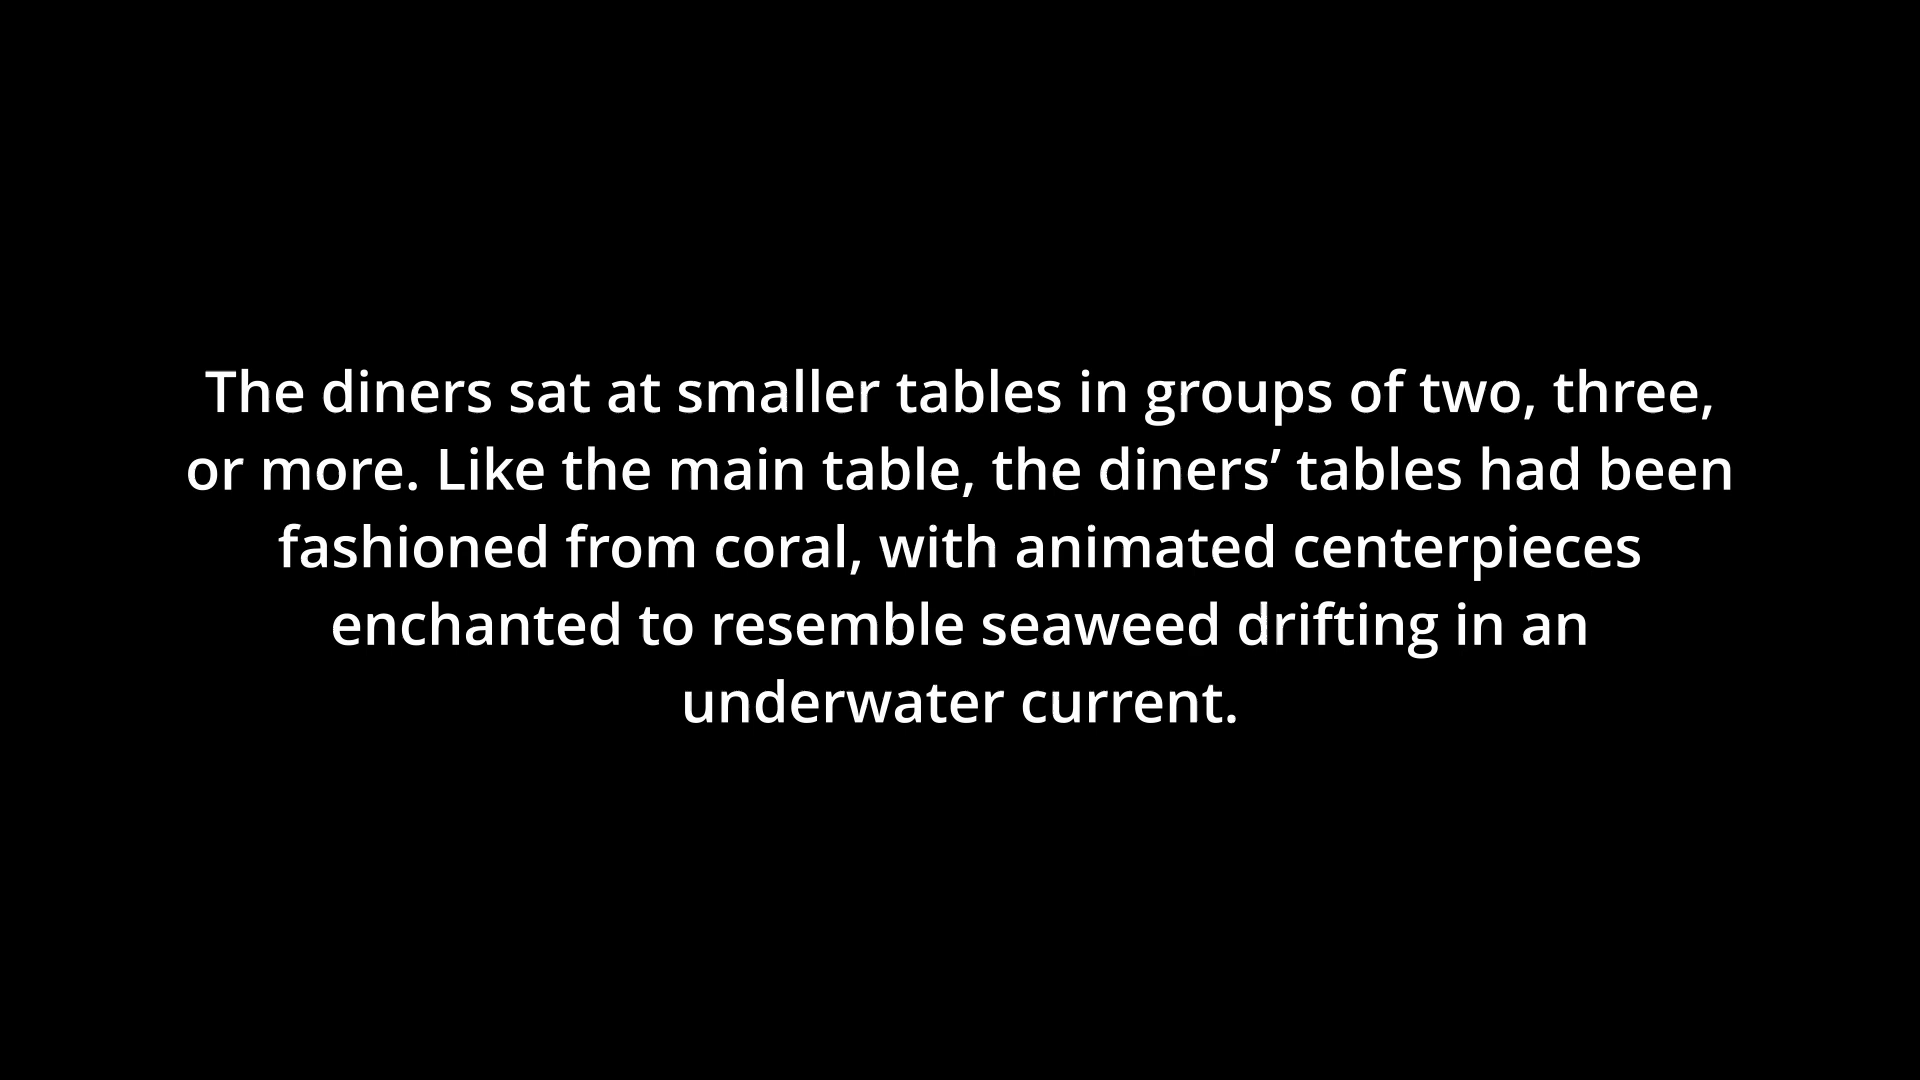 The diners sat at smaller tables in groups of two, three,
or more. Like the main table, the diners’ tables had been
fashioned from coral, with animated centerpieces
enchanted to resemble seaweed drifting in an
underwater current.